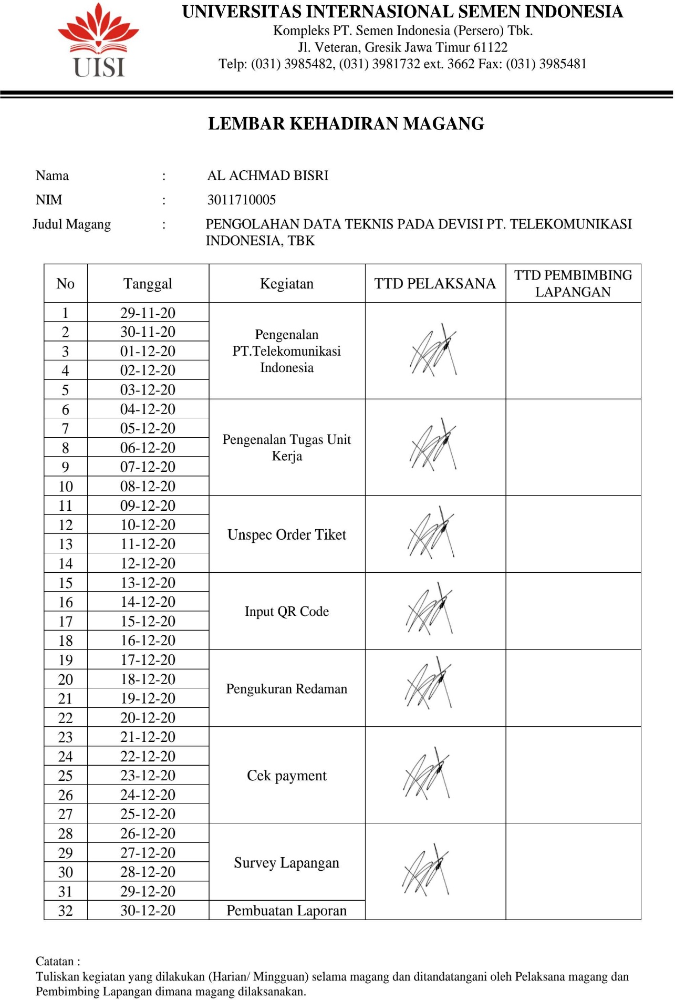 UISI
UNIVERSITAS INTERNASIONAL SEMEN INDONESIA
Kompleks PT. Semen Indonesia (Persero) Tbk.
Jl. Veteran, Gresik Jawa Timur 61122
Telp: (031) 3985482, (031) 3981732 ext. 3662 Fax: (031) 3985481
LEMBAR KEHADIRAN MAGANG
Nama : AL ACHMAD BISRI
NIM : 3011710005
Judul Magang : PENGOLAHAN DATA TEKNIS PADA DEVISI PT. TELEKOMUNIKASI
INDONESIA, TBK
No Tanggal Kegiatan TTD PELAKSANA TTD PEMBIMBING
LAPANGAN
1 29-11-20
2 30-11-20 Pengenalan
3 01-12-20 PT.Telekomunikasi
4 02-12-20 Indonesia
5 03-12-20
6 04-12-20
7 05-12-20 Pengenalan Tugas Unit
8 06-12-20 Kerja
9 07-12-20
10 08-12-20
11 09-12-20
12 10-12-20 Unspec Order Tiket
13 11-12-20
14 12-12-20
15 13-12-20
16 14-12-20 Input QR Code
17 15-12-20
18 16-12-20
19 17-12-20
20 18-12-20 Pengukuran Redaman
21 19-12-20
22 20-12-20
23 21-12-20
24 22-12-20
25 23-12-20 Cek payment
26 24-12-20
27 25-12-20
28 26-12-20
29 27-12-20 Survey Lapangan
30 28-12-20
31 29-12-20
32 30-12-20 Pembuatan Laporan
Catatan :
Tuliskan kegiatan yang dilakukan (Harian/ Mingguan) selama magang dan ditandatangani oleh Pelaksana magang dan
Pembimbing Lapangan dimana magang dilaksanakan.